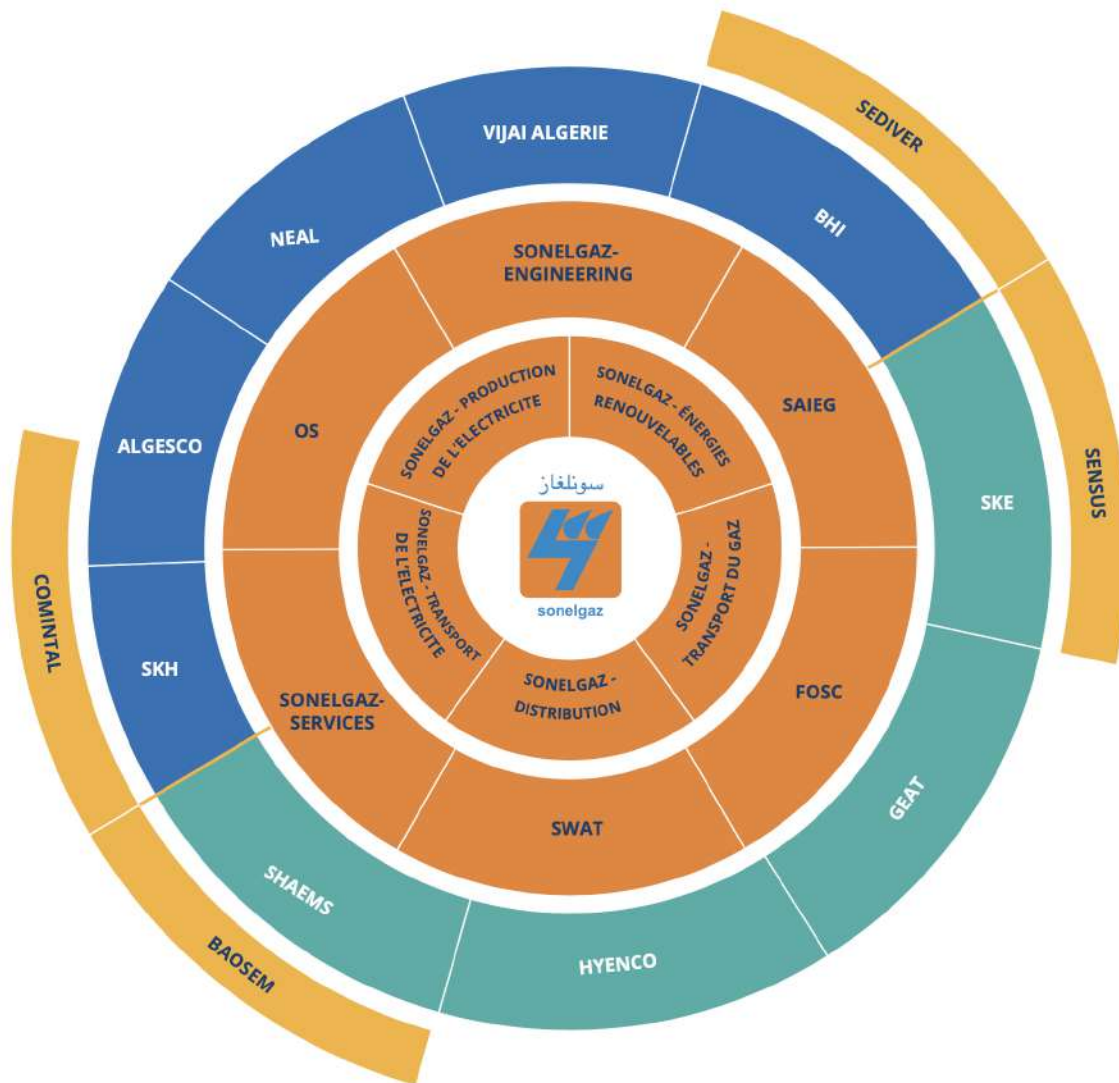 SEDIVER
VIJAI ALGERIE
BHI
NEAL
SONELGAZ-
ENGINEERING
SONELGAZ - PRODUCTION
DE L'ELECTRICITE
SONELGAZ - ÉNERGIES
RENOUVELABLES
SAIEG
OS
ALGESCO
سونلغاز
sonelgaz
SKE
SENSUS
SONELGAZ - TRANSPORT
DE L'ELECTRICITE
SONELGAZ -
TRANSPORT DU GAZ
COMINTAL
SKH
SONELGAZ-
SERVICES
SONELGAZ -
DISTRIBUTION
FOSC
GEAT
SWAT
SHAEMS
BAOSEM
HYENCO